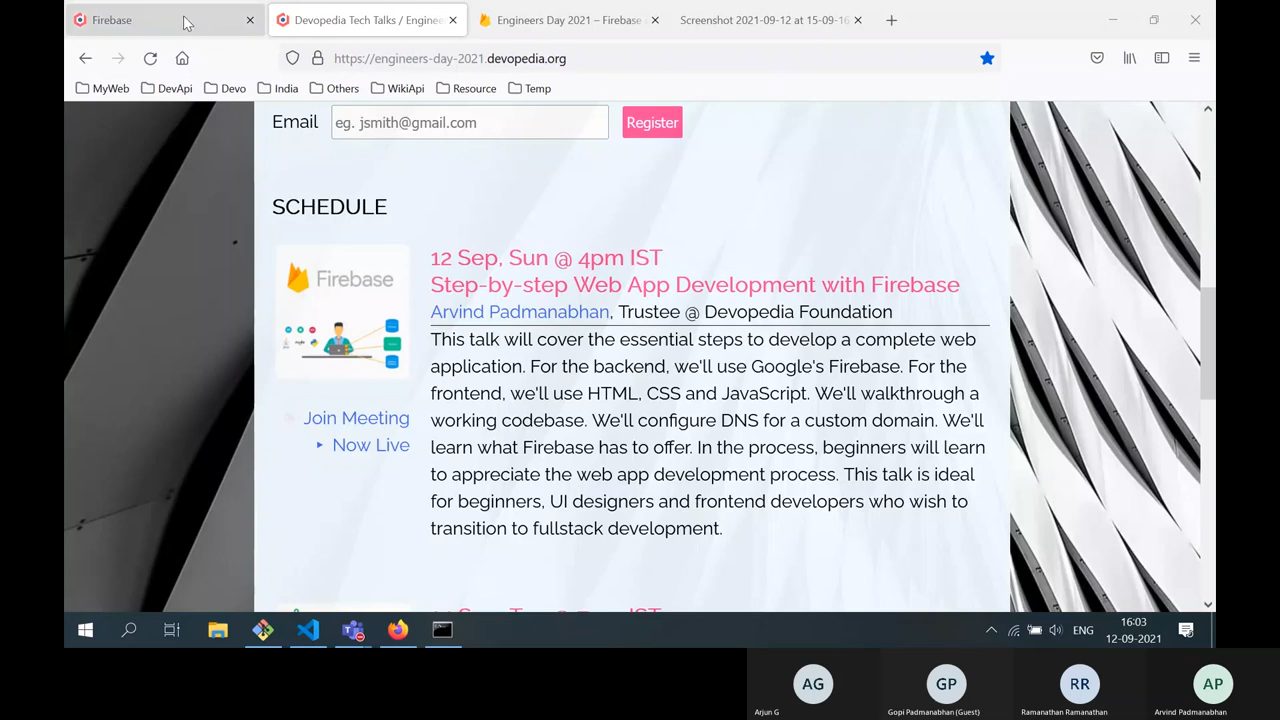 Firebase
Devopedia Tech Talks / Enginee
Engineers Day 2021 – Firebase
Screenshot 2021-09-12 at 15-09-16
https://engineers-day-2021.devopedia.org
MyWeb DevApi Devo India Others WikiApi Resource Temp
Email eg. jsmith@gmail.com Register
SCHEDULE
Firebase
12 Sep, Sun @ 4pm IST
Step-by-step Web App Development with Firebase
Arvind Padmanabhan, Trustee @ Devopedia Foundation
This talk will cover the essential steps to develop a complete web
application. For the backend, we'll use Google's Firebase. For the
frontend, we'll use HTML, CSS and JavaScript. We'll walkthrough a
working codebase. We'll configure DNS for a custom domain. We'll
learn what Firebase has to offer. In the process, beginners will learn
to appreciate the web app development process. This talk is ideal
for beginners, UI designers and frontend developers who wish to
transition to fullstack development.
Join Meeting
Now Live
ENG
16:03
12-09-2021
AG GP RR AP
Arjun G Gopi Padmanabhan (Guest) Ramanathan Ramanathan Arvind Padmanabhan